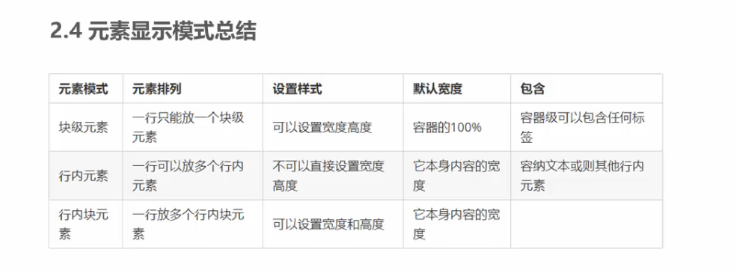 2.4 元素显示模式总结
元素模式 元素排列 设置样式 默认宽度 包含
块级元素 一行只能放一个块级元素 可以设置宽度高度 容器的100% 容器级可以包含任何标签
行内元素 一行可以放多个行内元素 不可以直接设置宽度高度 它本身内容的宽度 容纳文本或则其他行内元素
行内块元素 一行放多个行内块元素 可以设置宽度和高度 它本身内容的宽度